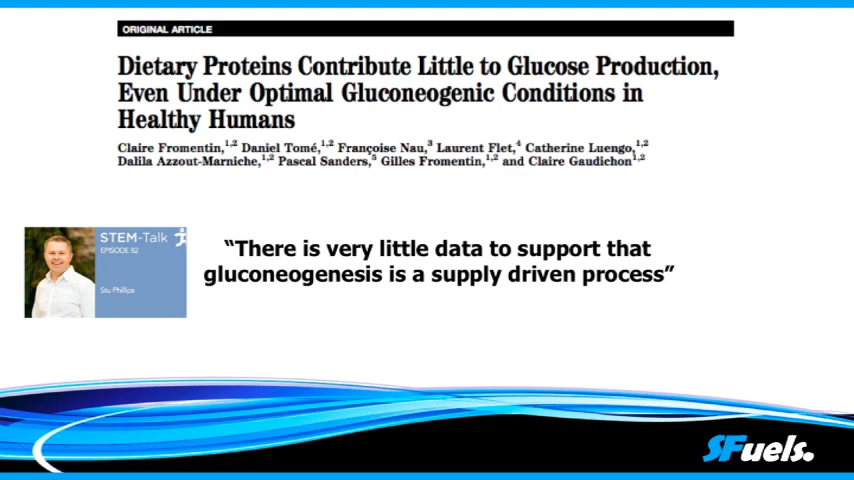 ORIGINAL ARTICLE
Dietary Proteins Contribute Little to Glucose Production,
Even Under Optimal Gluconeogenic Conditions in
Healthy Humans
Claire Fromentin,1,2 Daniel Tomé,1,2 Françoise Nau,3 Laurent Flet,4 Catherine Luengo,1,2
Dalila Azzout-Marniche,1,2 Pascal Sanders,5 Gilles Fromentin,1,2 and Claire Gaudichon1,2
STEM-Talk
EPISODE 52
Stu Phillips
“There is very little data to support that
gluconeogenesis is a supply driven process”
SFuels.